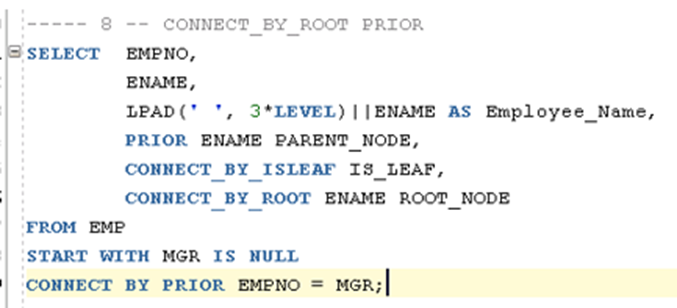 ----- 8 -- CONNECT_BY_ROOT PRIOR
SELECT EMPNO,
ENAME,
LPAD(' ', 3*LEVEL)||ENAME AS Employee_Name,
PRIOR ENAME PARENT_NODE,
CONNECT_BY_ISLEAF IS_LEAF,
CONNECT_BY_ROOT ENAME ROOT_NODE
FROM EMP
START WITH MGR IS NULL
CONNECT BY PRIOR EMPNO = MGR;